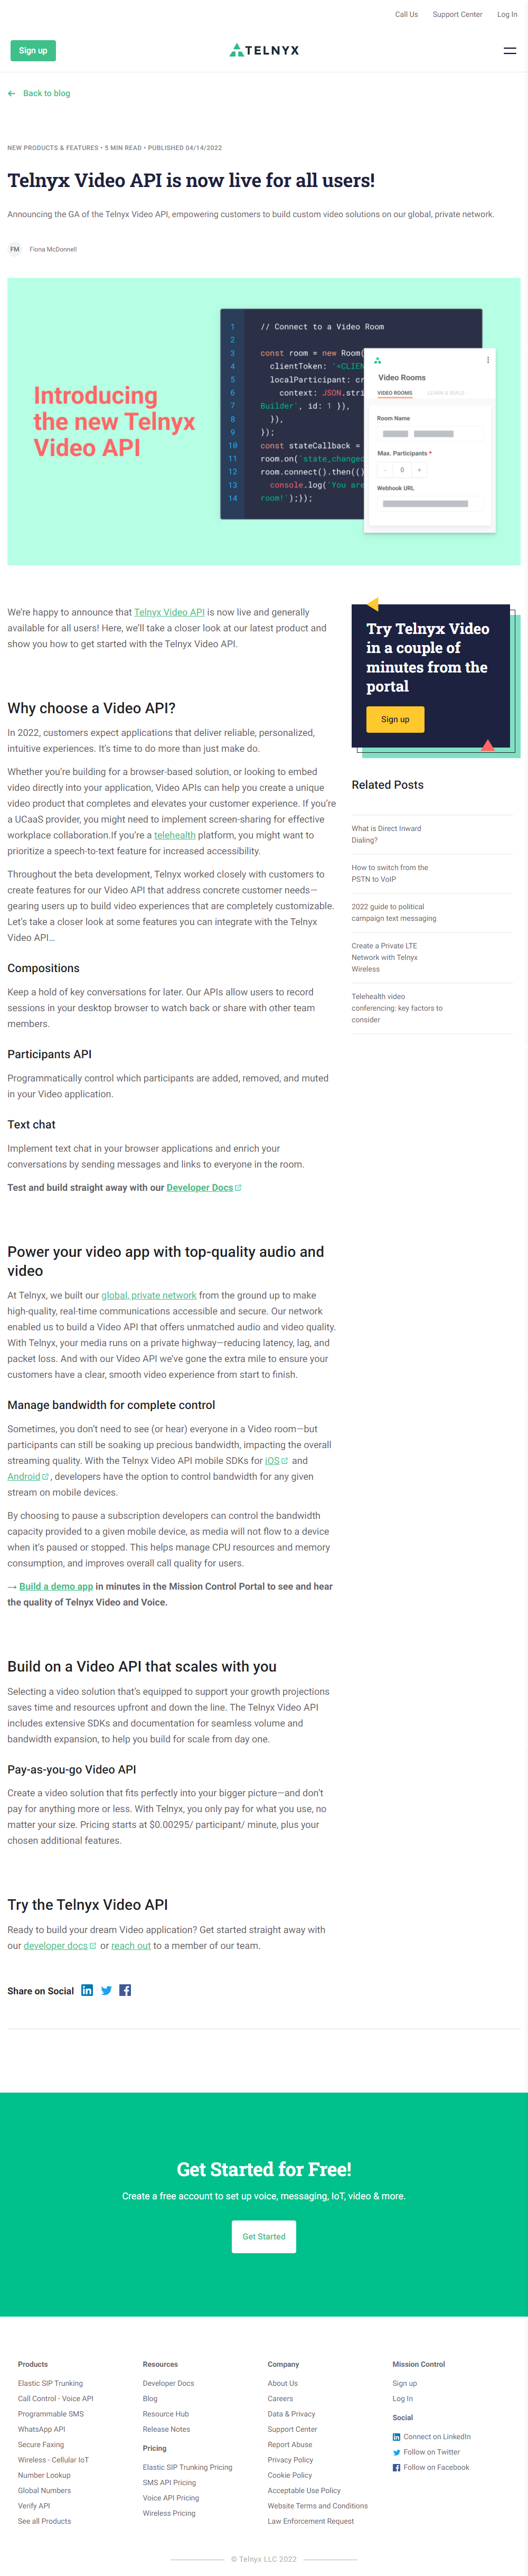 Call Us Support Center Log In
Sign up
TELNYX
Back to blog
NEW PRODUCTS & FEATURES • 5 MIN READ • PUBLISHED 04/14/2022
Telnyx Video API is now live for all users!
Announcing the GA of the Telnyx Video API, empowering customers to build custom video solutions on our global, private network.
FM Fiona McDonnell
Introducing
the new Telnyx
Video API
1 // Connect to a Video Room
2
3 const room = new Room(
4 clientToken: '<CLIEN
5 localParticipant: cr
6 context: JSON.stri
7 Builder', id: 1 }),
8 }),
9 });
10 const stateCallback =
11 room.on('state_changed
12 room.connect().then(()
13 console.log('You are
14 room!');});
Video Rooms
VIDEO ROOMS LEARN & BUILD
Room Name
Max. Participants *
- 0 +
Webhook URL
We're happy to announce that Telnyx Video API is now live and generally
available for all users! Here, we'll take a closer look at our latest product and
show you how to get started with the Telnyx Video API.
Why choose a Video API?
In 2022, customers expect applications that deliver reliable, personalized,
intuitive experiences. It's time to do more than just make do.
Whether you're building for a browser-based solution, or looking to embed
video directly into your application, Video APIs can help you create a unique
video product that completes and elevates your customer experience. If you're
a UCaaS provider, you might need to implement screen-sharing for effective
workplace collaboration.If you're a telehealth platform, you might want to
prioritize a speech-to-text feature for increased accessibility.
Throughout the beta development, Telnyx worked closely with customers to
create features for our Video API that address concrete customer needs—
gearing users up to build video experiences that are completely customizable.
Let's take a closer look at some features you can integrate with the Telnyx
Video API...
Compositions
Keep a hold of key conversations for later. Our APIs allow users to record
sessions in your desktop browser to watch back or share with other team
members.
Participants API
Programmatically control which participants are added, removed, and muted
in your Video application.
Text chat
Implement text chat in your browser applications and enrich your
conversations by sending messages and links to everyone in the room.
Test and build straight away with our Developer Docs
Power your video app with top-quality audio and
video
At Telnyx, we built our global, private network from the ground up to make
high-quality, real-time communications accessible and secure. Our network
enabled us to build a Video API that offers unmatched audio and video quality.
With Telnyx, your media runs on a private highway—reducing latency, lag, and
packet loss. And with our Video API we've gone the extra mile to ensure your
customers have a clear, smooth video experience from start to finish.
Manage bandwidth for complete control
Sometimes, you don't need to see (or hear) everyone in a Video room—but
participants can still be soaking up precious bandwidth, impacting the overall
streaming quality. With the Telnyx Video API mobile SDKs for iOS and
Android, developers have the option to control bandwidth for any given
stream on mobile devices.
By choosing to pause a subscription developers can control the bandwidth
capacity provided to a given mobile device, as media will not flow to a device
when it's paused or stopped. This helps manage CPU resources and memory
consumption, and improves overall call quality for users.
→ Build a demo app in minutes in the Mission Control Portal to see and hear
the quality of Telnyx Video and Voice.
Build on a Video API that scales with you
Selecting a video solution that's equipped to support your growth projections
saves time and resources upfront and down the line. The Telnyx Video API
includes extensive SDKs and documentation for seamless volume and
bandwidth expansion, to help you build for scale from day one.
Pay-as-you-go Video API
Create a video solution that fits perfectly into your bigger picture—and don't
pay for anything more or less. With Telnyx, you only pay for what you use, no
matter your size. Pricing starts at $0.00295/ participant/ minute, plus your
chosen additional features.
Try the Telnyx Video API
Ready to build your dream Video application? Get started straight away with
our developer docs or reach out to a member of our team.
Share on Social
Try Telnyx Video
in a couple of
minutes from the
portal
Sign up
Related Posts
What is Direct Inward
Dialing?
How to switch from the
PSTN to VoIP
2022 guide to political
campaign text messaging
Create a Private LTE
Network with Telnyx
Wireless
Telehealth video
conferencing: key factors to
consider
Get Started for Free!
Create a free account to set up voice, messaging, IoT, video & more.
Get Started
Products
Elastic SIP Trunking
Call Control - Voice API
Programmable SMS
WhatsApp API
Secure Faxing
Wireless - Cellular IoT
Number Lookup
Global Numbers
Verify API
See all Products
Resources
Developer Docs
Blog
Resource Hub
Release Notes
Pricing
Elastic SIP Trunking Pricing
SMS API Pricing
Voice API Pricing
Wireless Pricing
Company
About Us
Careers
Data & Privacy
Support Center
Report Abuse
Privacy Policy
Cookie Policy
Acceptable Use Policy
Website Terms and Conditions
Law Enforcement Request
Mission Control
Sign up
Log In
Social
Connect on LinkedIn
Follow on Twitter
Follow on Facebook
© Telnyx LLC 2022